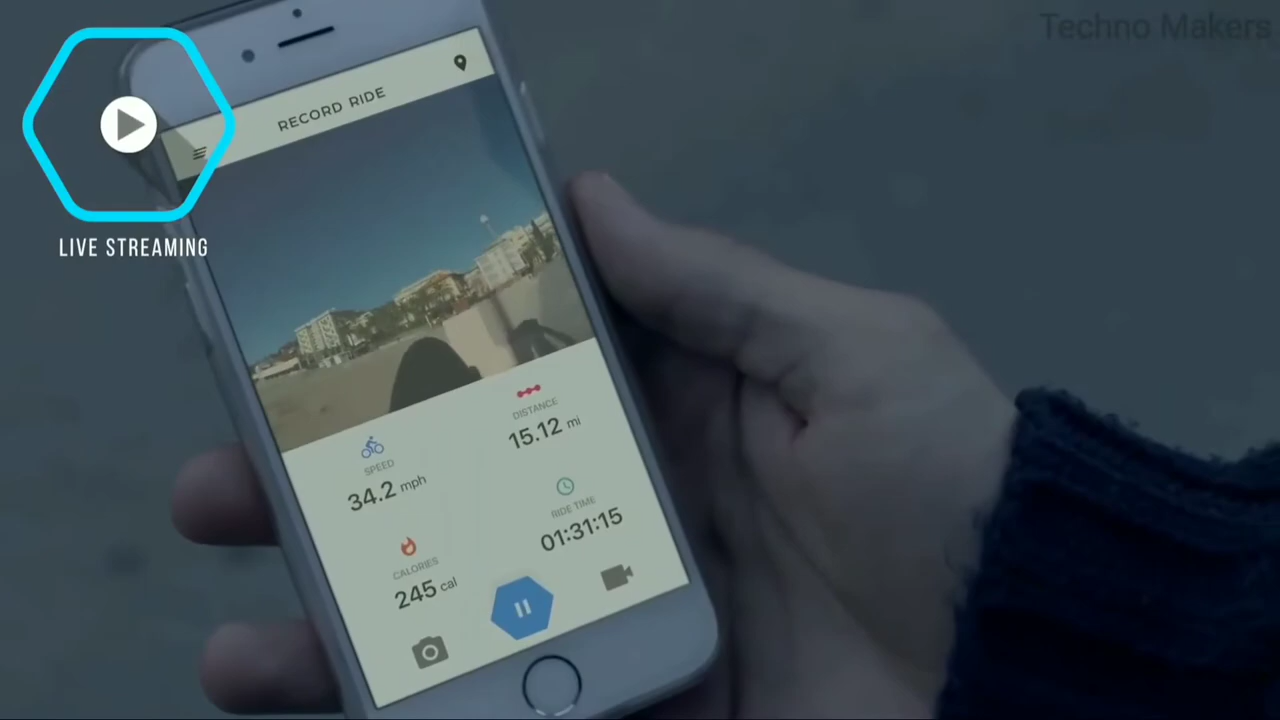 Techno Makers
RECORD RIDE
LIVE STREAMING
SPEED
34.2 mph
DISTANCE
15.12 mi
CALORIES
245 cal
RIDE TIME
01:31:15